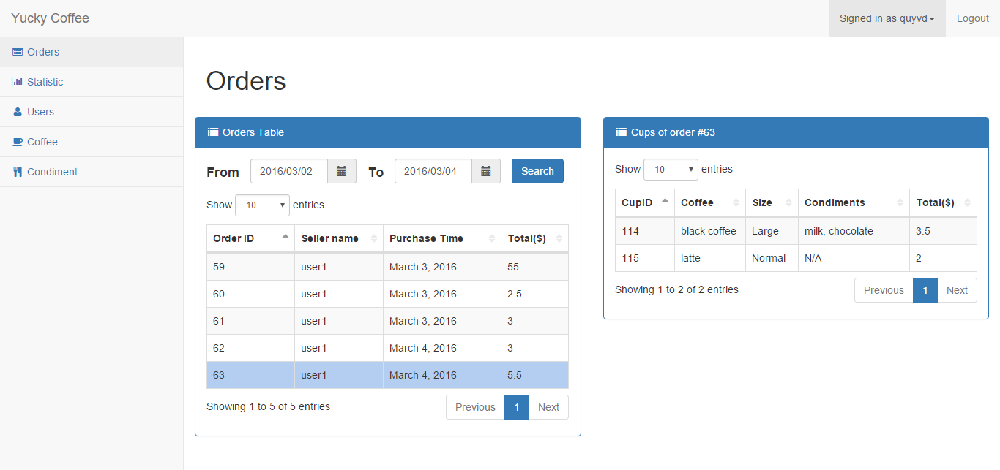 Yucky Coffee
Signed in as quyvd
Logout
Orders
Statistic
Users
Coffee
Condiment
Orders
Orders Table
From 2016/03/02 To 2016/03/04 Search
Show 10 entries
Order ID Seller name Purchase Time Total($)
59 user1 March 3, 2016 55
60 user1 March 3, 2016 2.5
61 user1 March 3, 2016 3
62 user1 March 4, 2016 3
63 user1 March 4, 2016 5.5
Showing 1 to 5 of 5 entries
Previous 1 Next
Cups of order #63
Show 10 entries
CupID Coffee Size Condiments Total($)
114 black coffee Large milk, chocolate 3.5
115 latte Normal N/A 2
Showing 1 to 2 of 2 entries
Previous 1 Next